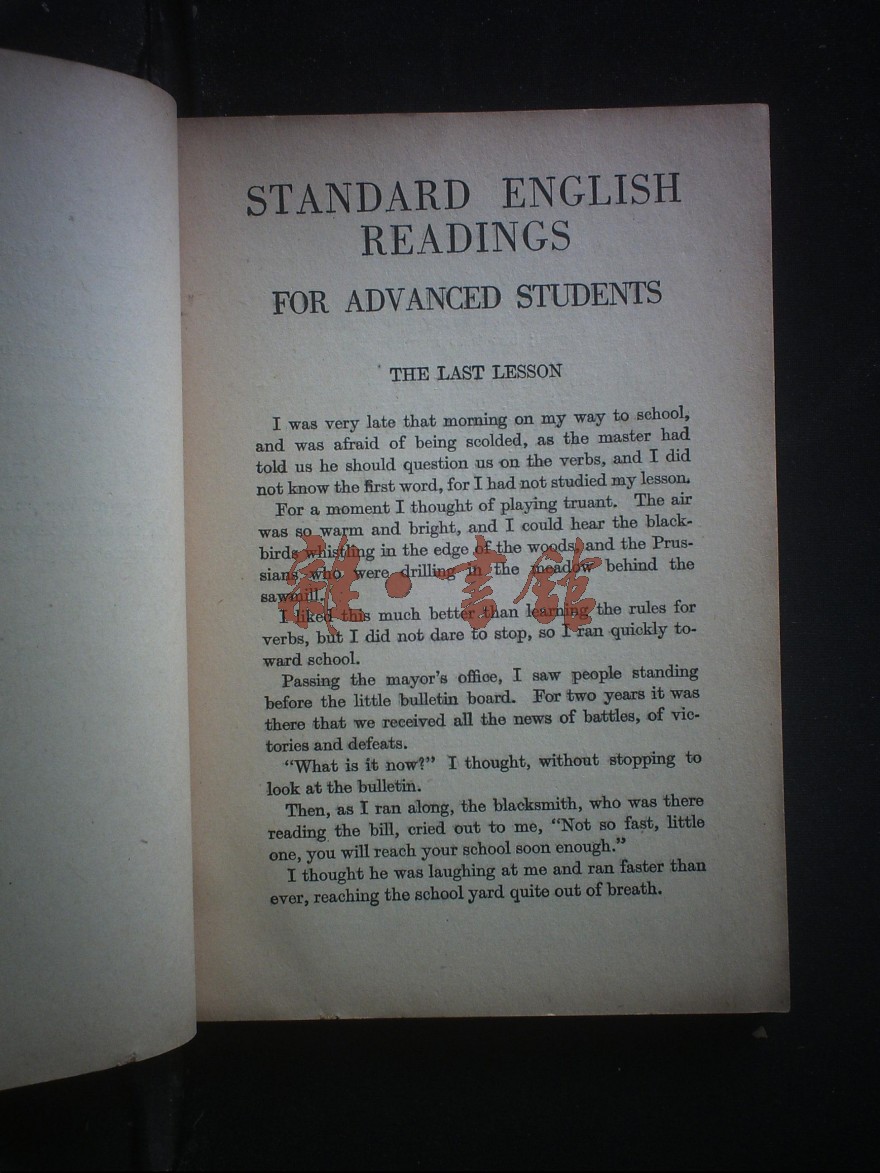 STANDARD ENGLISH
READINGS
FOR ADVANCED STUDENTS
THE LAST LESSON
I was very late that morning on my way to school,
and was afraid of being scolded, as the master had
told us he should question us on the verbs, and I did
not know the first word, for I had not studied my lesson.
For a moment I thought of playing truant. The air
was so warm and bright, and I could hear the black-
birds whistling in the edge of the woods, and the Prus-
sians who were drilling in the meadow behind the
sawmill.
I liked this much better than learning the rules for
verbs, but I did not dare to stop, so I ran quickly to-
ward school.
Passing the mayor's office, I saw people standing
before the little bulletin board. For two years it was
there that we received all the news of battles, of vic-
tories and defeats.
"What is it now?" I thought, without stopping to
look at the bulletin.
Then, as I ran along, the blacksmith, who was there
reading the bill, cried out to me, "Not so fast, little
one, you will reach your school soon enough."
I thought he was laughing at me and ran faster than
ever, reaching the school yard quite out of breath.
雜·書館